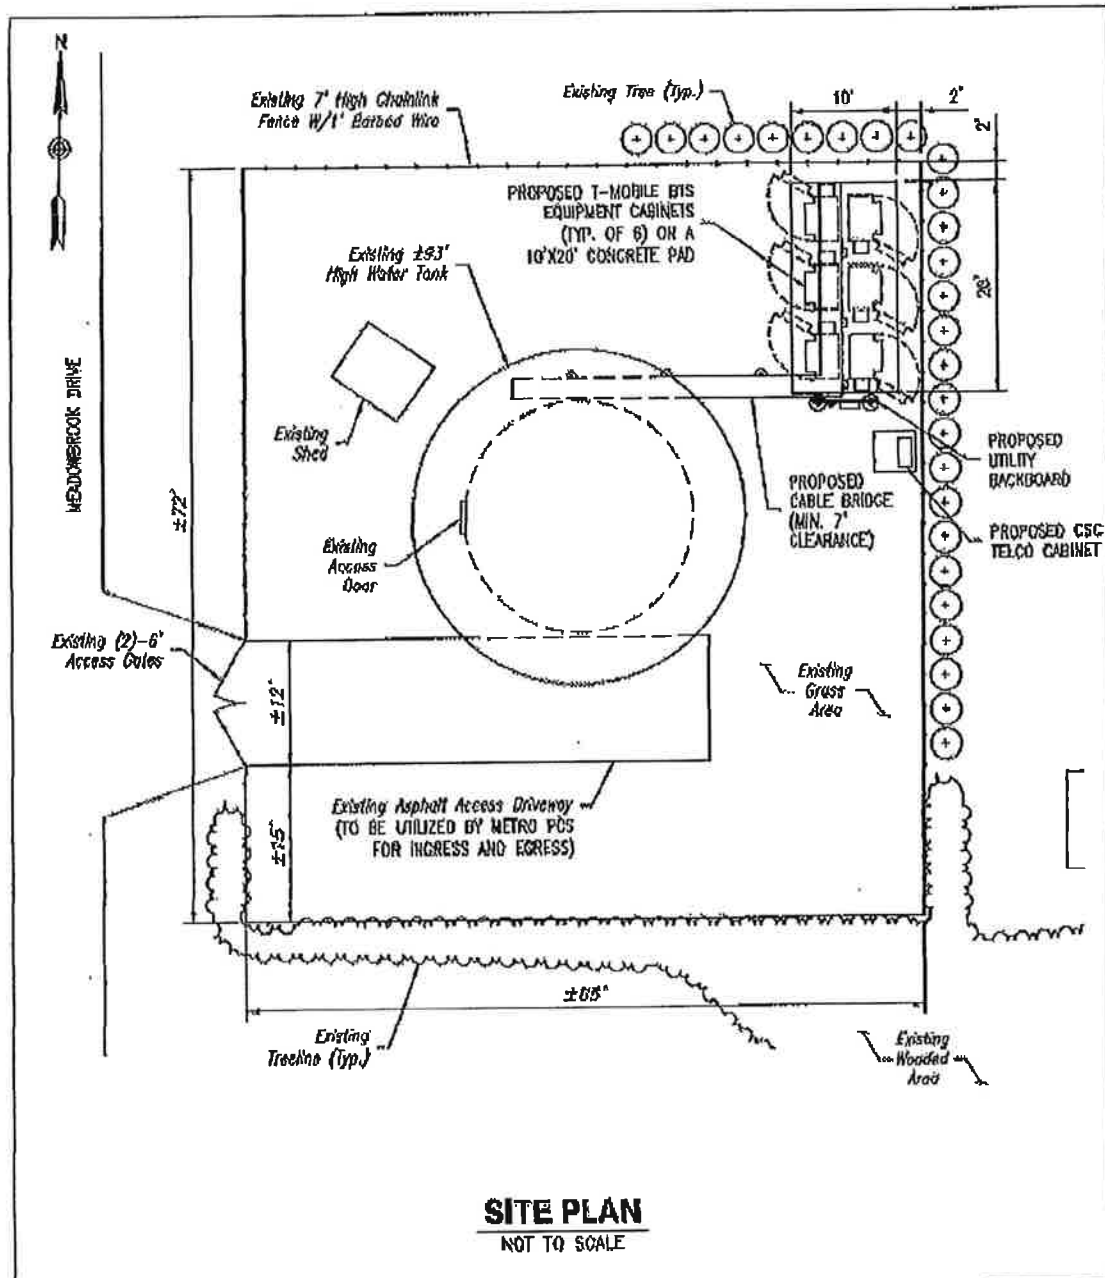 N
Existing 7' High Chainlink
Fence W/1' Barbed Wire
Existing Tree (Typ.)
10'
2'
2'
PROPOSED T-MOBILE BTS
EQUIPMENT CABINETS
(TYP. OF 6) ON A
10'X20' CONCRETE PAD
Existing ±93'
High Water Tank
20'
MEADOWBROOK DRIVE
Existing
Shed
PROPOSED
UTILITY
BACKBOARD
±72'
PROPOSED
CABLE BRIDGE
(MIN. 7'
CLEARANCE)
PROPOSED CSC
TELCO CABINET
Existing
Access
Door
Existing (2)-6'
Access Gates
±12'
Existing
Grass
Area
Existing Asphalt Access Driveway
(TO BE UTILIZED BY METRO PCS
FOR INGRESS AND EGRESS)
±15'
±65'
Existing
Treeline (Typ.)
Existing
Wooded
Area
SITE PLAN
NOT TO SCALE